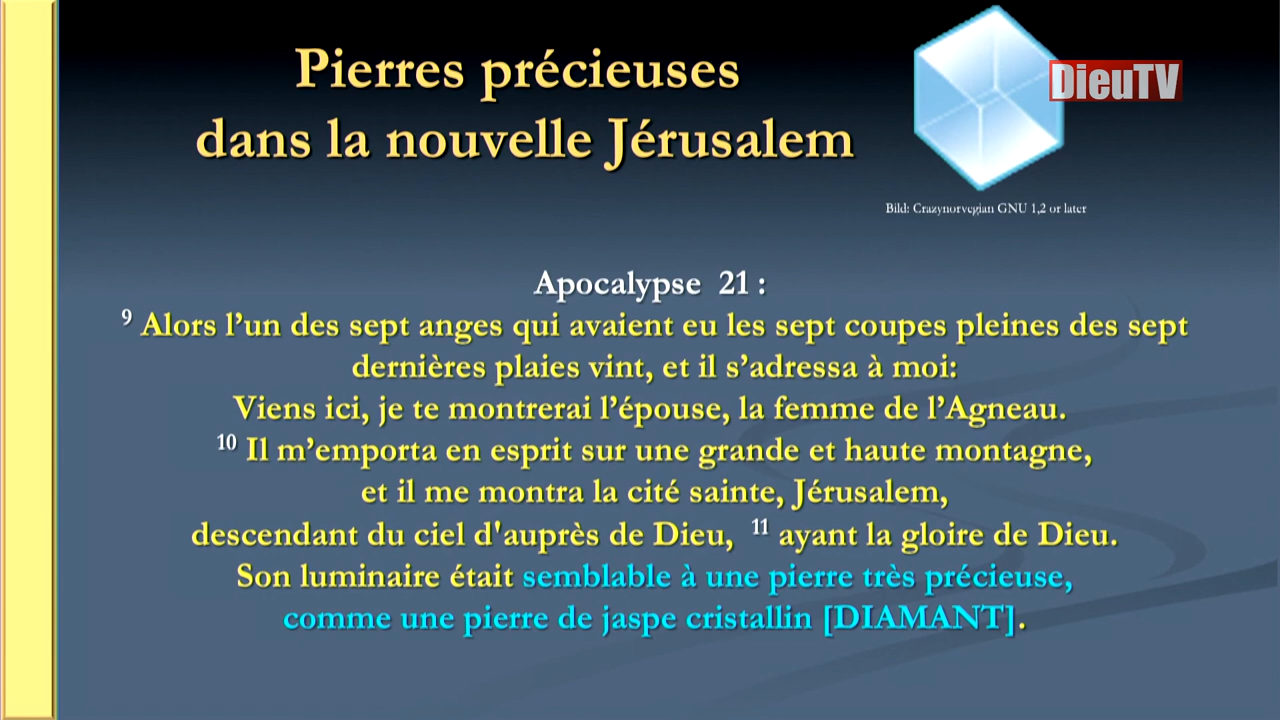 Pierres précieuses
dans la nouvelle Jérusalem
DieuTV
Bild: Crazynorvegian GNU 1,2 or later
Apocalypse 21 :
9 Alors l’un des sept anges qui avaient eu les sept coupes pleines des sept
dernières plaies vint, et il s’adressa à moi:
Viens ici, je te montrerai l’épouse, la femme de l’Agneau.
10 Il m’emporta en esprit sur une grande et haute montagne,
et il me montra la cité sainte, Jérusalem,
descendant du ciel d'auprès de Dieu, 11 ayant la gloire de Dieu.
Son luminaire était semblable à une pierre très précieuse,
comme une pierre de jaspe cristallin [DIAMANT].